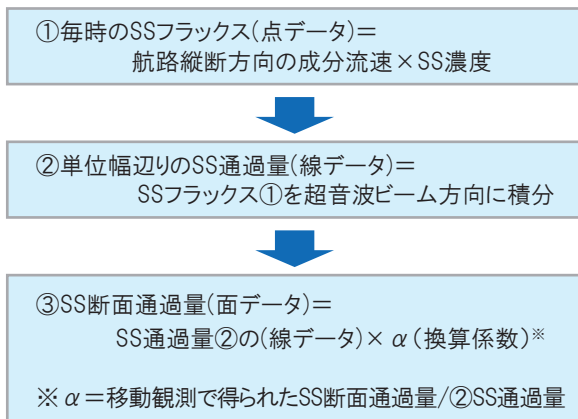 ①毎時のSSフラックス(点データ)=
航路縦断方向の成分流速×SS濃度
②単位幅辺りのSS通過量(線データ)=
SSフラックス①を超音波ビーム方向に積分
③SS断面通過量(面データ)=
SS通過量②の(線データ)× α(換算係数)※
※ α=移動観測で得られたSS断面通過量/②SS通過量